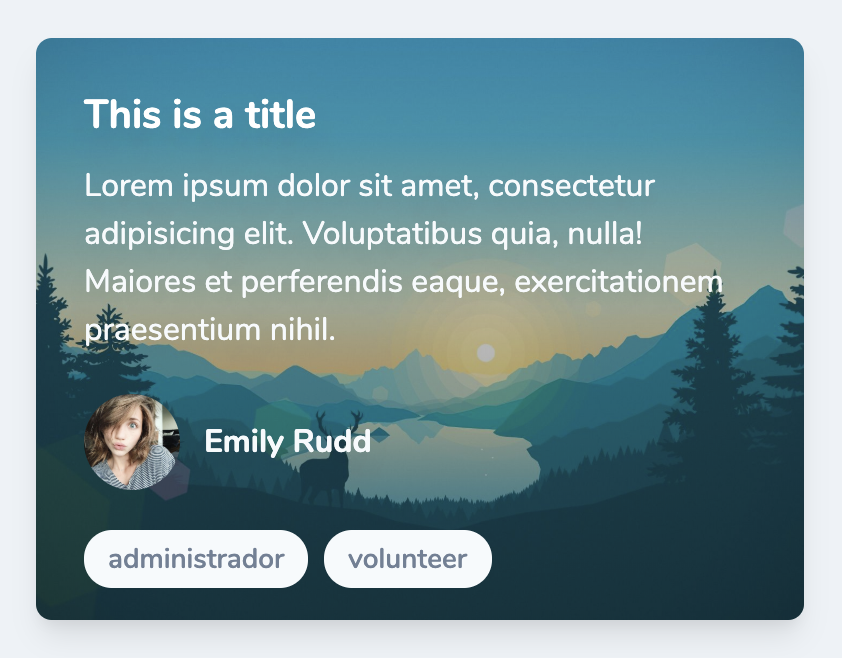 This is a title
Lorem ipsum dolor sit amet, consectetur
adipisicing elit. Voluptatibus quia, nulla!
Maiores et perferendis eaque, exercitationem
praesentium nihil.
Emily Rudd
administrador volunteer